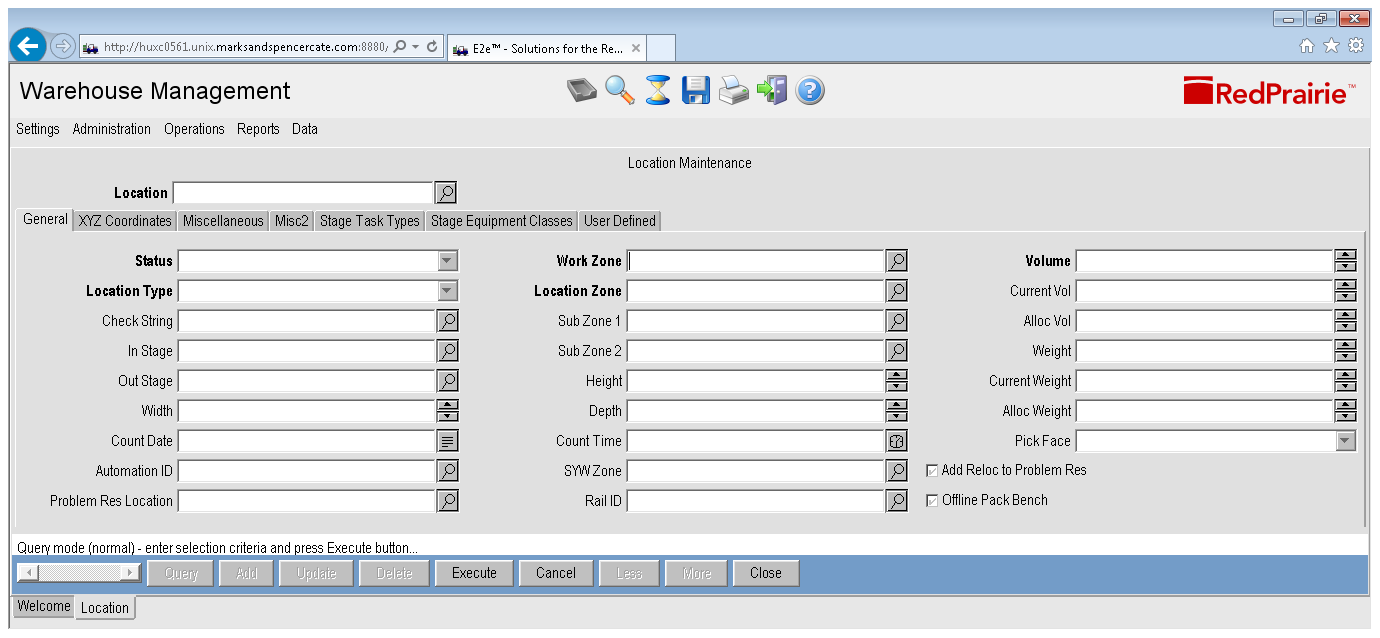 http://huxc0561.unix.marksandspencercate.com:8880, E2e™ - Solutions for the Re...
Warehouse Management RedPrairie™
Settings Administration Operations Reports Data
Location Maintenance
Location
General XYZ Coordinates Miscellaneous Misc2 Stage Task Types Stage Equipment Classes User Defined
Status Work Zone Volume
Location Type Location Zone Current Vol
Check String Sub Zone 1 Alloc Vol
In Stage Sub Zone 2 Weight
Out Stage Height Current Weight
Width Depth Alloc Weight
Count Date Count Time Pick Face
Automation ID SYW Zone Add Reloc to Problem Res
Problem Res Location Rail ID Offline Pack Bench
Query mode (normal) - enter selection criteria and press Execute button...
Query Add Update Delete Execute Cancel Less More Close
Welcome Location